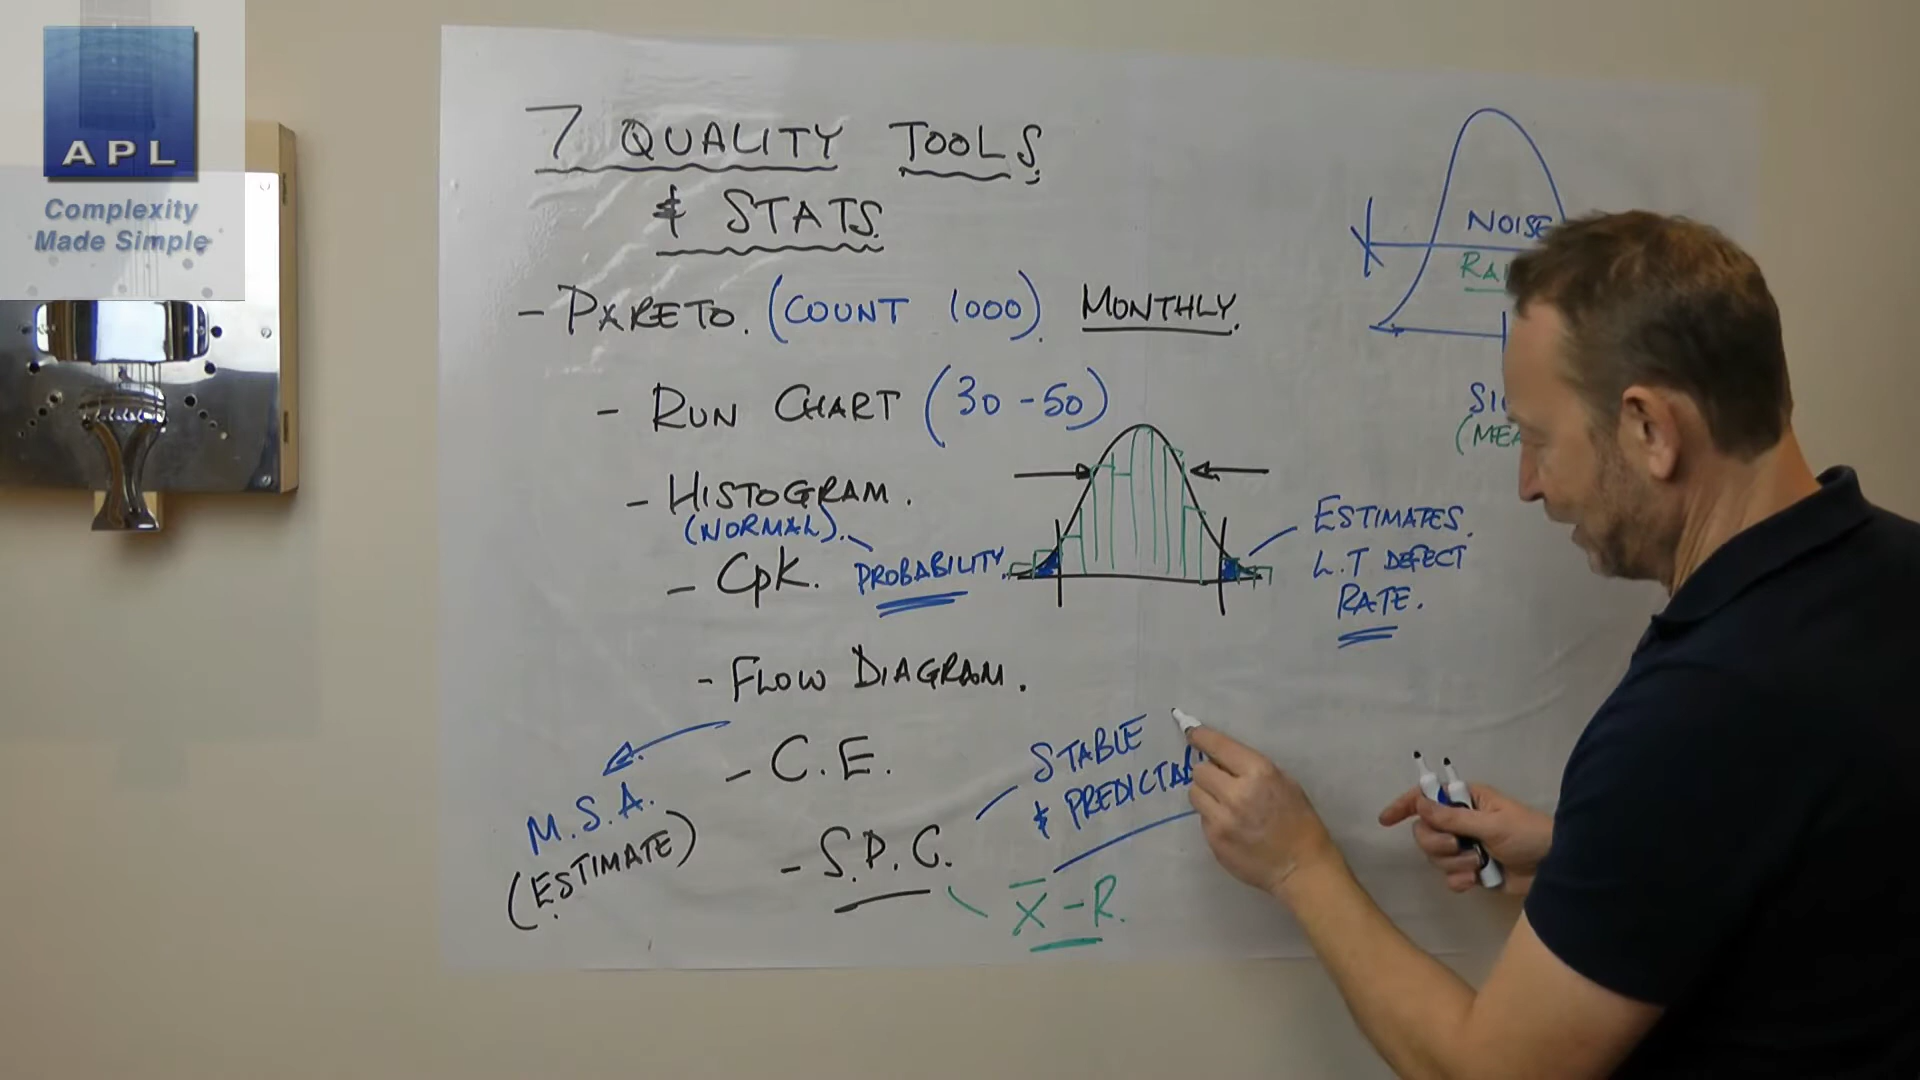 APL
Complexity
Made Simple
7 QUALITY TOOLS
& STATS.
- PARETO. (COUNT 1000). MONTHLY.
- RUN CHART (30-50)
- HISTOGRAM.
(NORMAL).
- CpK. PROBABILITY.
- FLOW DIAGRAM.
- C.E.
- S.P.C.
M.S.A.
(ESTIMATE)
STABLE
&
X̄-R.
ESTIMATES.
L.T DEFECT
RATE.
NOISE